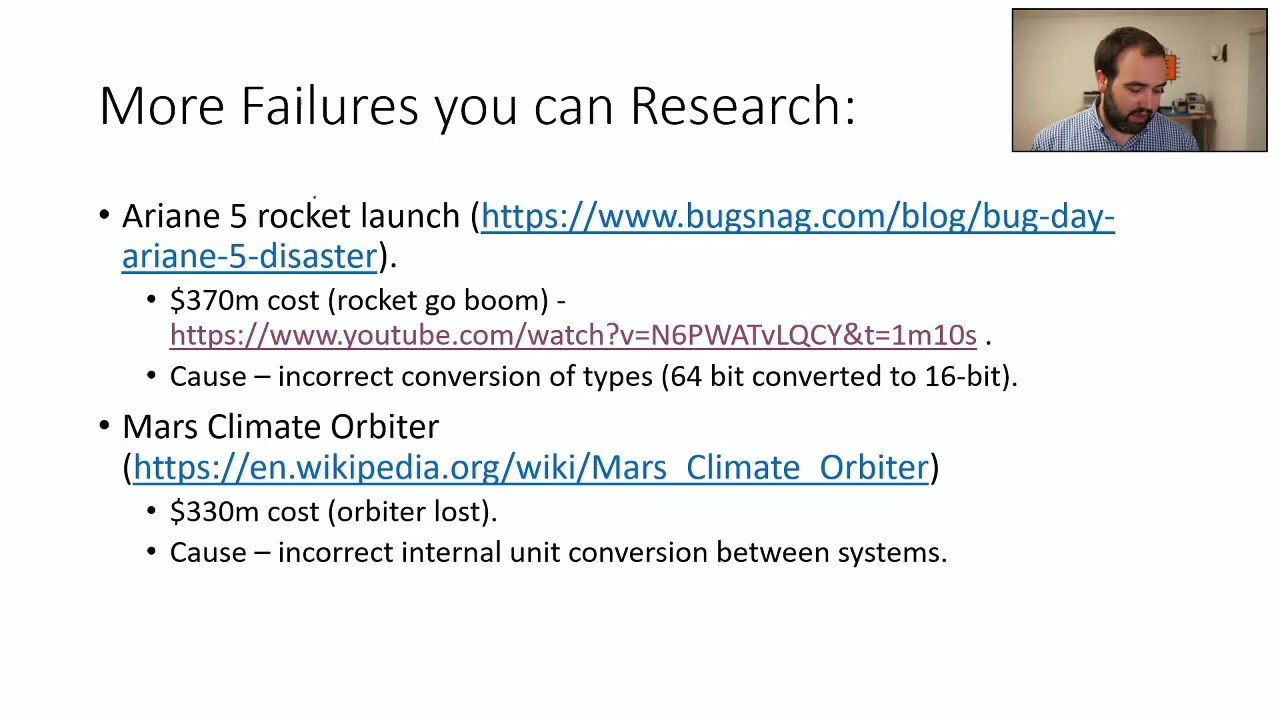 More Failures you can Research:
• Ariane 5 rocket launch (https://www.bugsnag.com/blog/bug-day-
ariane-5-disaster).
• $370m cost (rocket go boom) -
https://www.youtube.com/watch?v=N6PWATvLQCY&t=1m10s .
• Cause – incorrect conversion of types (64 bit converted to 16-bit).
• Mars Climate Orbiter
(https://en.wikipedia.org/wiki/Mars_Climate_Orbiter)
• $330m cost (orbiter lost).
• Cause – incorrect internal unit conversion between systems.